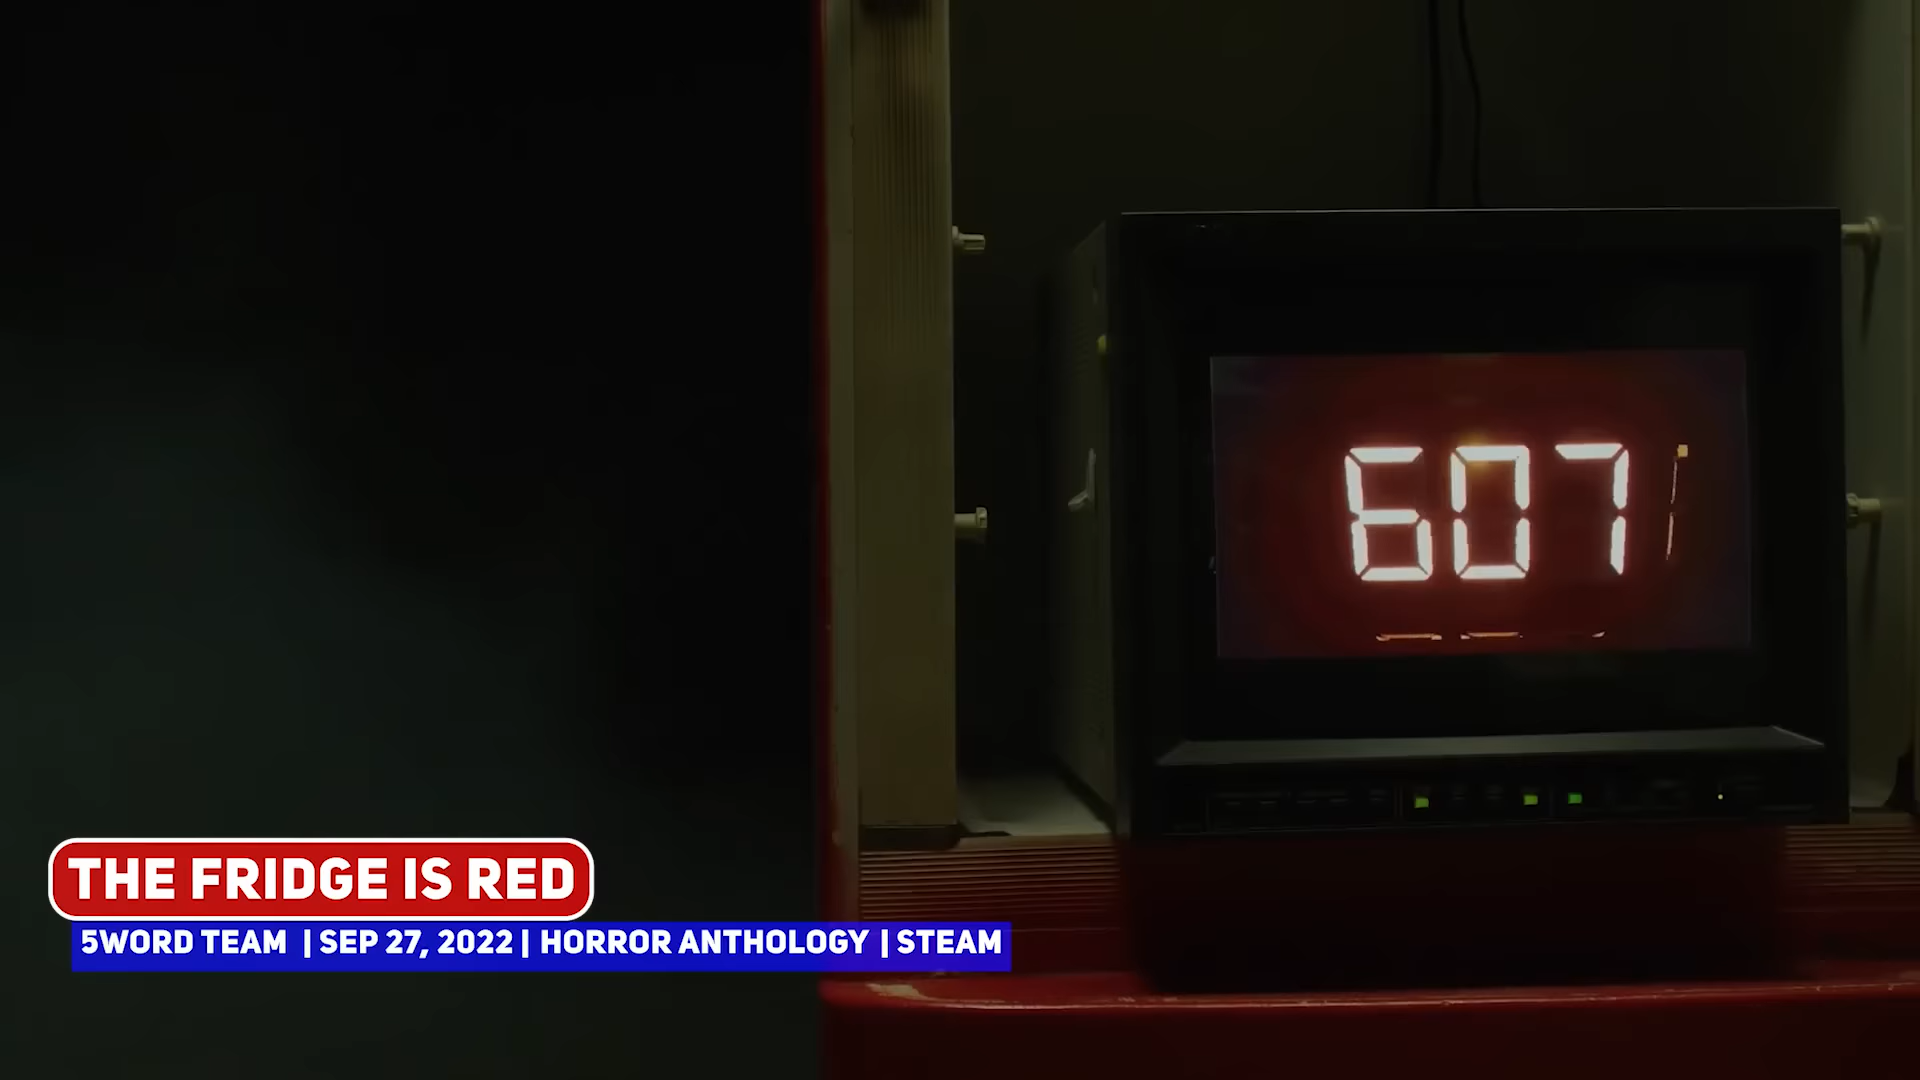 607
THE FRIDGE IS RED
5WORD TEAM | SEP 27, 2022 | HORROR ANTHOLOGY | STEAM